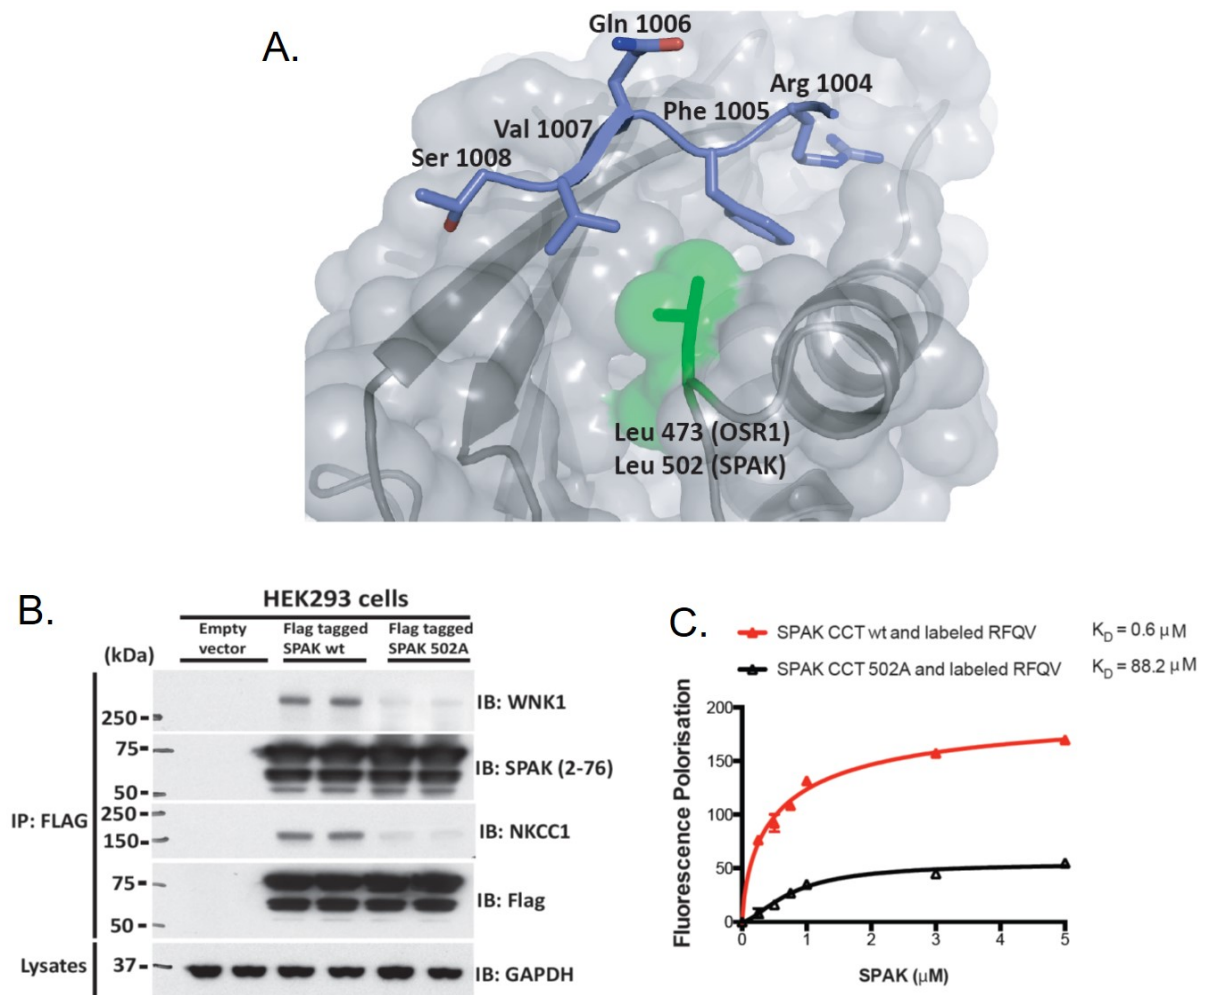 A.
Gln 1006
Arg 1004
Phe 1005
Val 1007
Ser 1008
Leu 473 (OSR1)
Leu 502 (SPAK)
B.
HEK293 cells
Empty vector
Flag tagged SPAK wt
Flag tagged SPAK 502A
(kDa)
IP: FLAG
250
IB: WNK1
75
50
IB: SPAK (2-76)
250
150
IB: NKCC1
75
50
IB: Flag
Lysates
37
IB: GAPDH
C.
SPAK CCT wt and labeled RFQV KD = 0.6 μM
SPAK CCT 502A and labeled RFQV KD = 88.2 μM
Fluorescence Polorisation
200
150
100
50
0
0 1 2 3 4 5
SPAK (μM)